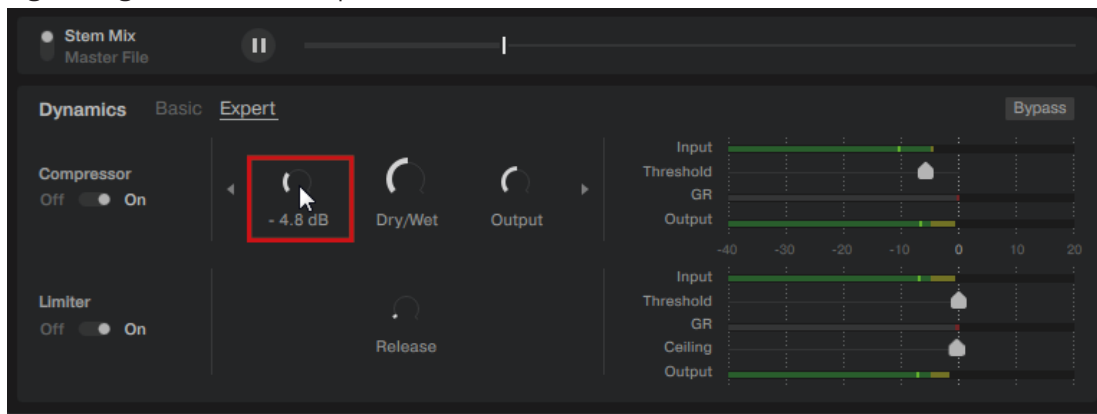 Stem Mix
Master File
Dynamics Basic Expert Bypass
Compressor
Off On
- 4.8 dB Dry/Wet Output
Input
Threshold
GR
Output
-40 -30 -20 -10 0 10 20
Limiter
Off On
Release
Input
Threshold
GR
Ceiling
Output